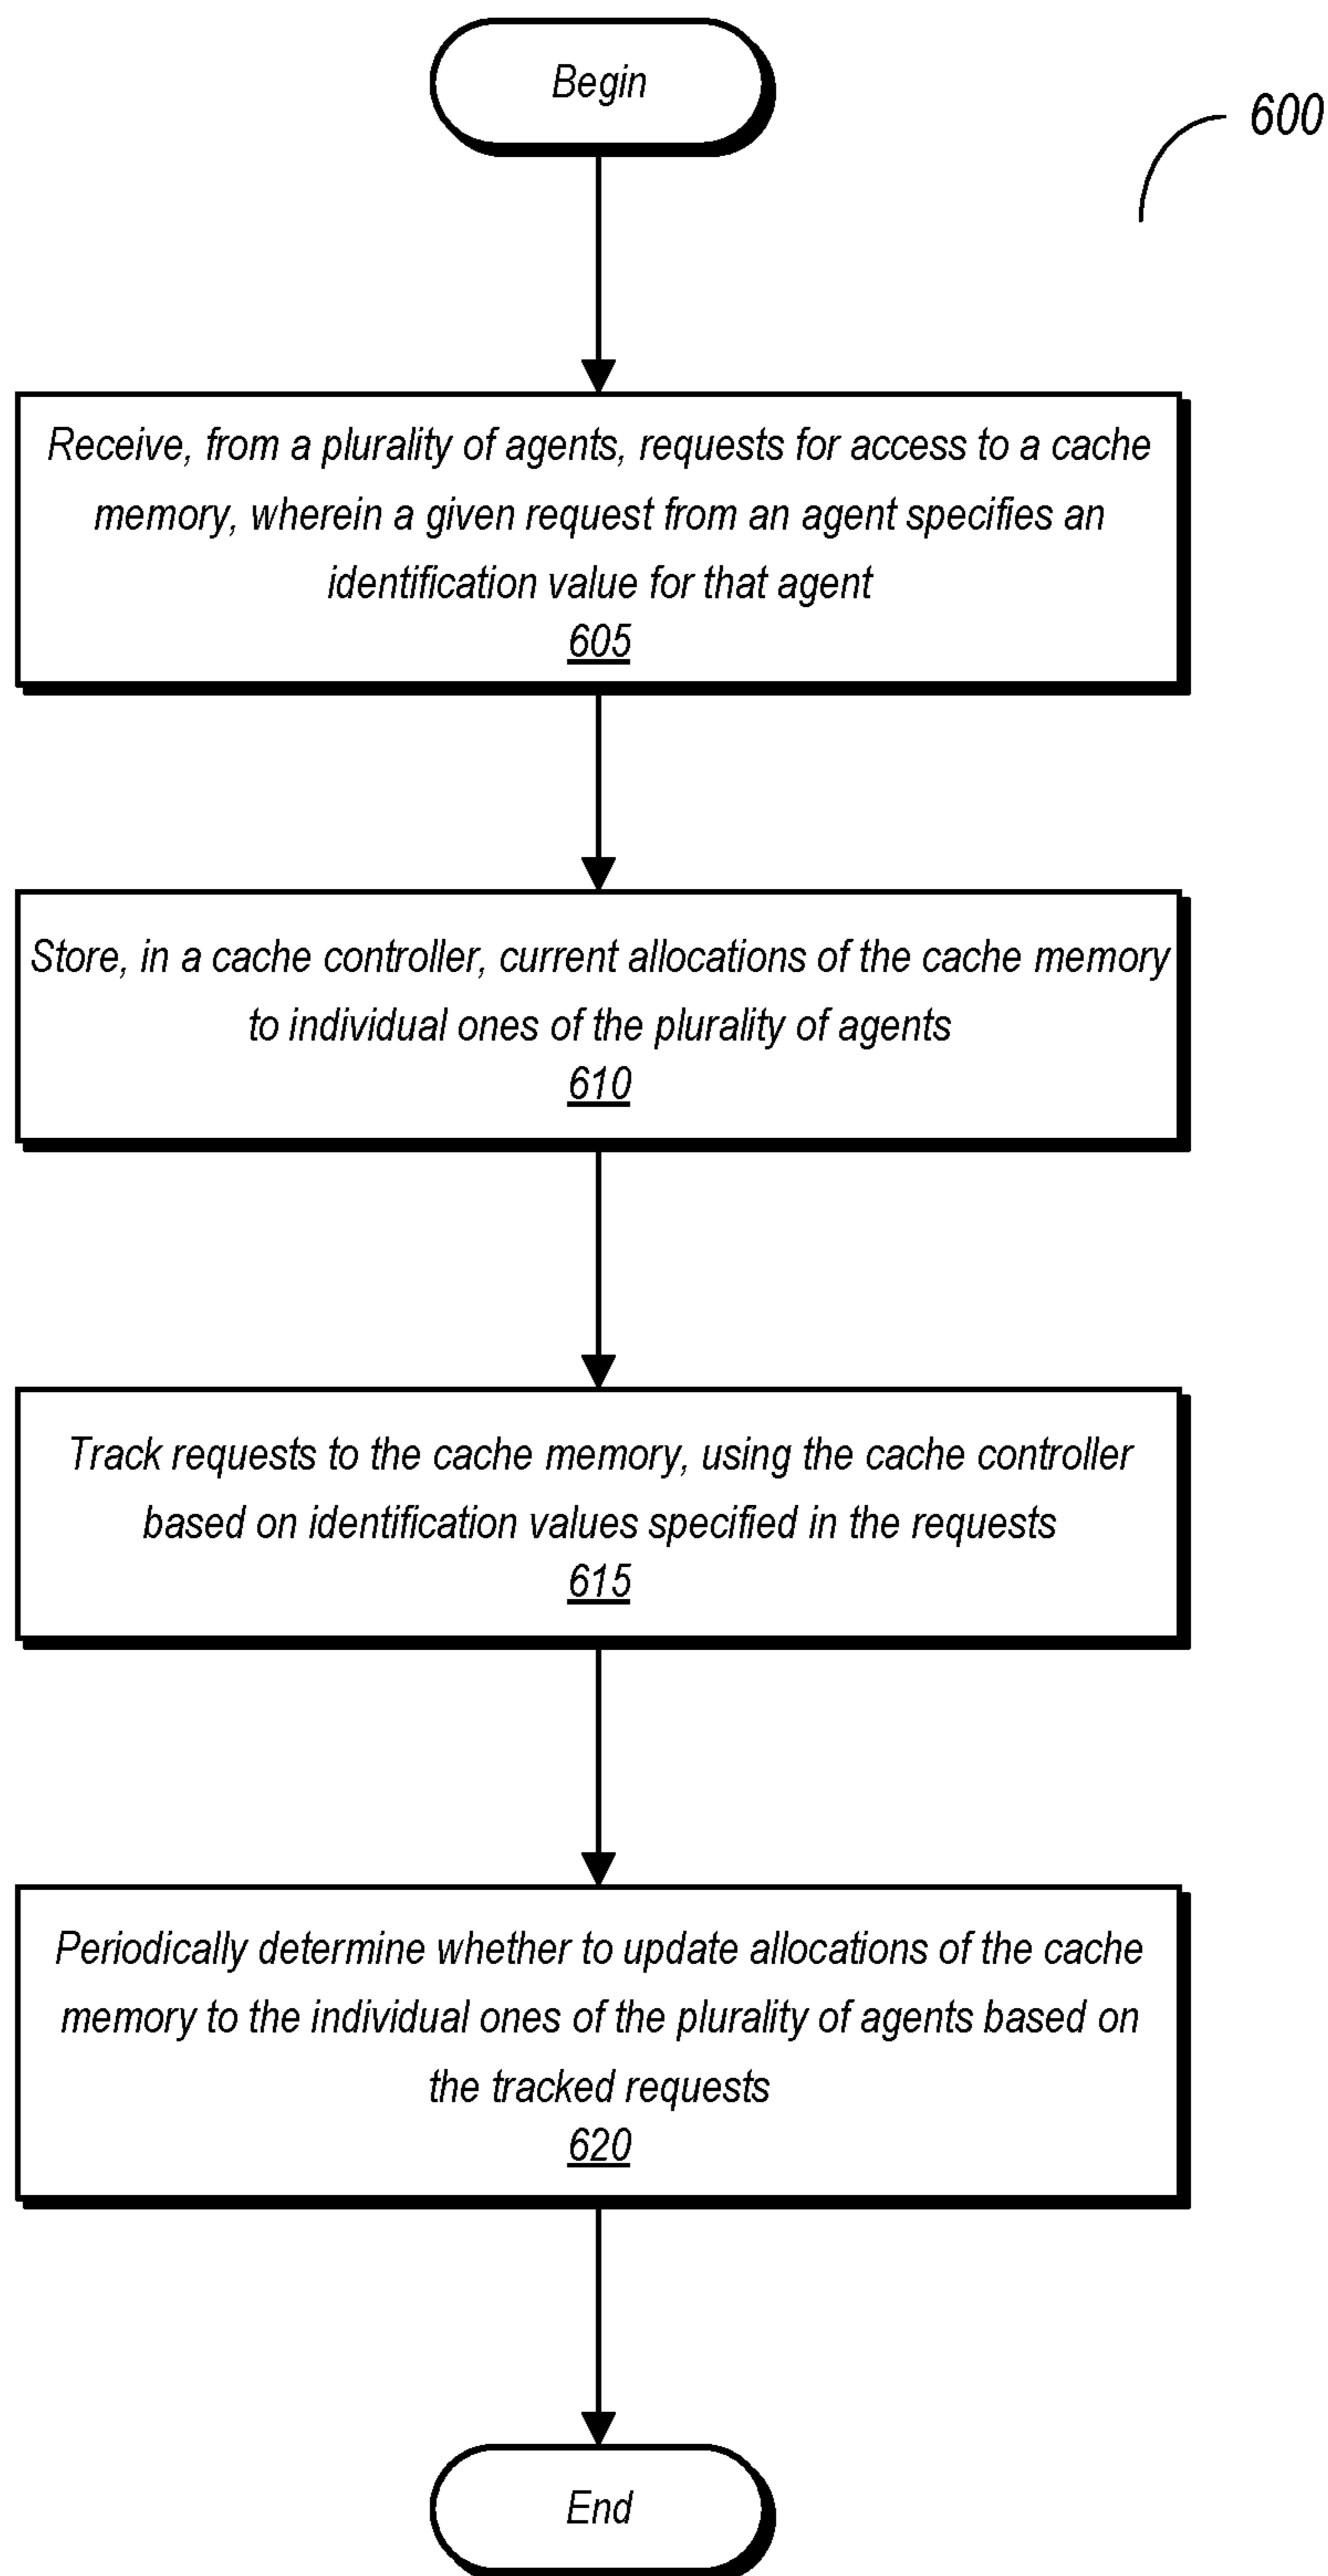 Begin
600
Receive, from a plurality of agents, requests for access to a cache
memory, wherein a given request from an agent specifies an
identification value for that agent
605
Store, in a cache controller, current allocations of the cache memory
to individual ones of the plurality of agents
610
Track requests to the cache memory, using the cache controller
based on identification values specified in the requests
615
Periodically determine whether to update allocations of the cache
memory to the individual ones of the plurality of agents based on
the tracked requests
620
End